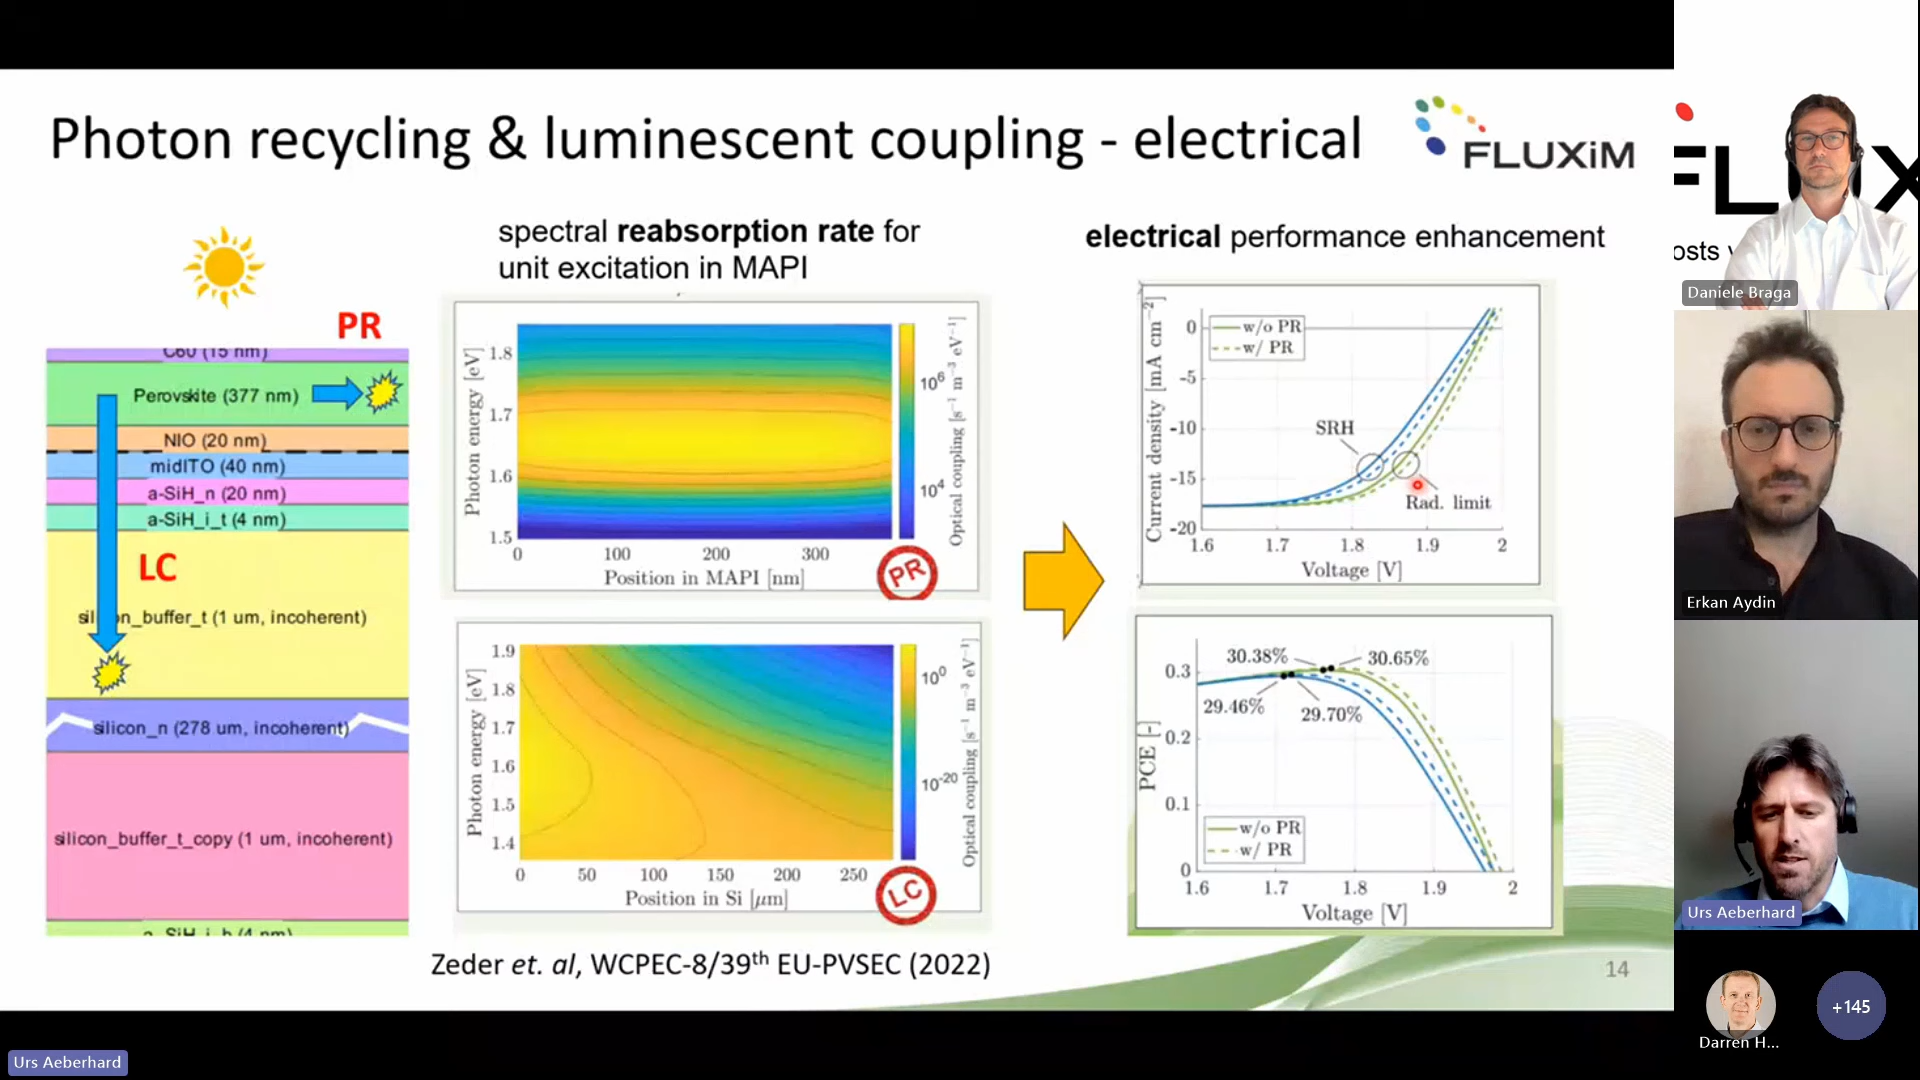 Photon recycling & luminescent coupling - electrical
FLUXiM
PR
C60 (15 nm)
Perovskite (377 nm)
NIO (20 nm)
midITO (40 nm)
a-SiH_n (20 nm)
a-SiH_i_t (4 nm)
LC
silicon_buffer_t (1 um, incoherent)
silicon_n (278 um, incoherent)
silicon_buffer_t_copy (1 um, incoherent)
a-SiH_i_b (4 nm)
spectral reabsorption rate for
unit excitation in MAPI
Photon energy [eV]
1.8
1.7
1.6
1.5
0 100 200 300
Position in MAPI [nm]
10⁶
10⁴
Optical coupling [s⁻¹ m⁻³ eV⁻¹]
PR
Photon energy [eV]
1.9
1.8
1.7
1.6
1.5
1.4
0 50 100 150 200 250
Position in Si [µm]
10⁰
10⁻²⁰
Optical coupling [s⁻¹ m⁻³ eV⁻¹]
LC
Zeder et. al, WCPEC-8/39th EU-PVSEC (2022)
electrical performance enhancement
Current density [mA cm⁻²]
0
-5
-10
-15
-20
w/o PR
w/ PR
SRH
Rad. limit
1.6 1.7 1.8 1.9 2
Voltage [V]
PCE [-]
0.3
0.2
0.1
0
30.38%
30.65%
29.46%
29.70%
w/o PR
w/ PR
1.6 1.7 1.8 1.9 2
Voltage [V]
14
FLUX
osts
Daniele Braga
Erkan Aydin
Urs Aeberhard
Darren H...
+145
Urs Aeberhard